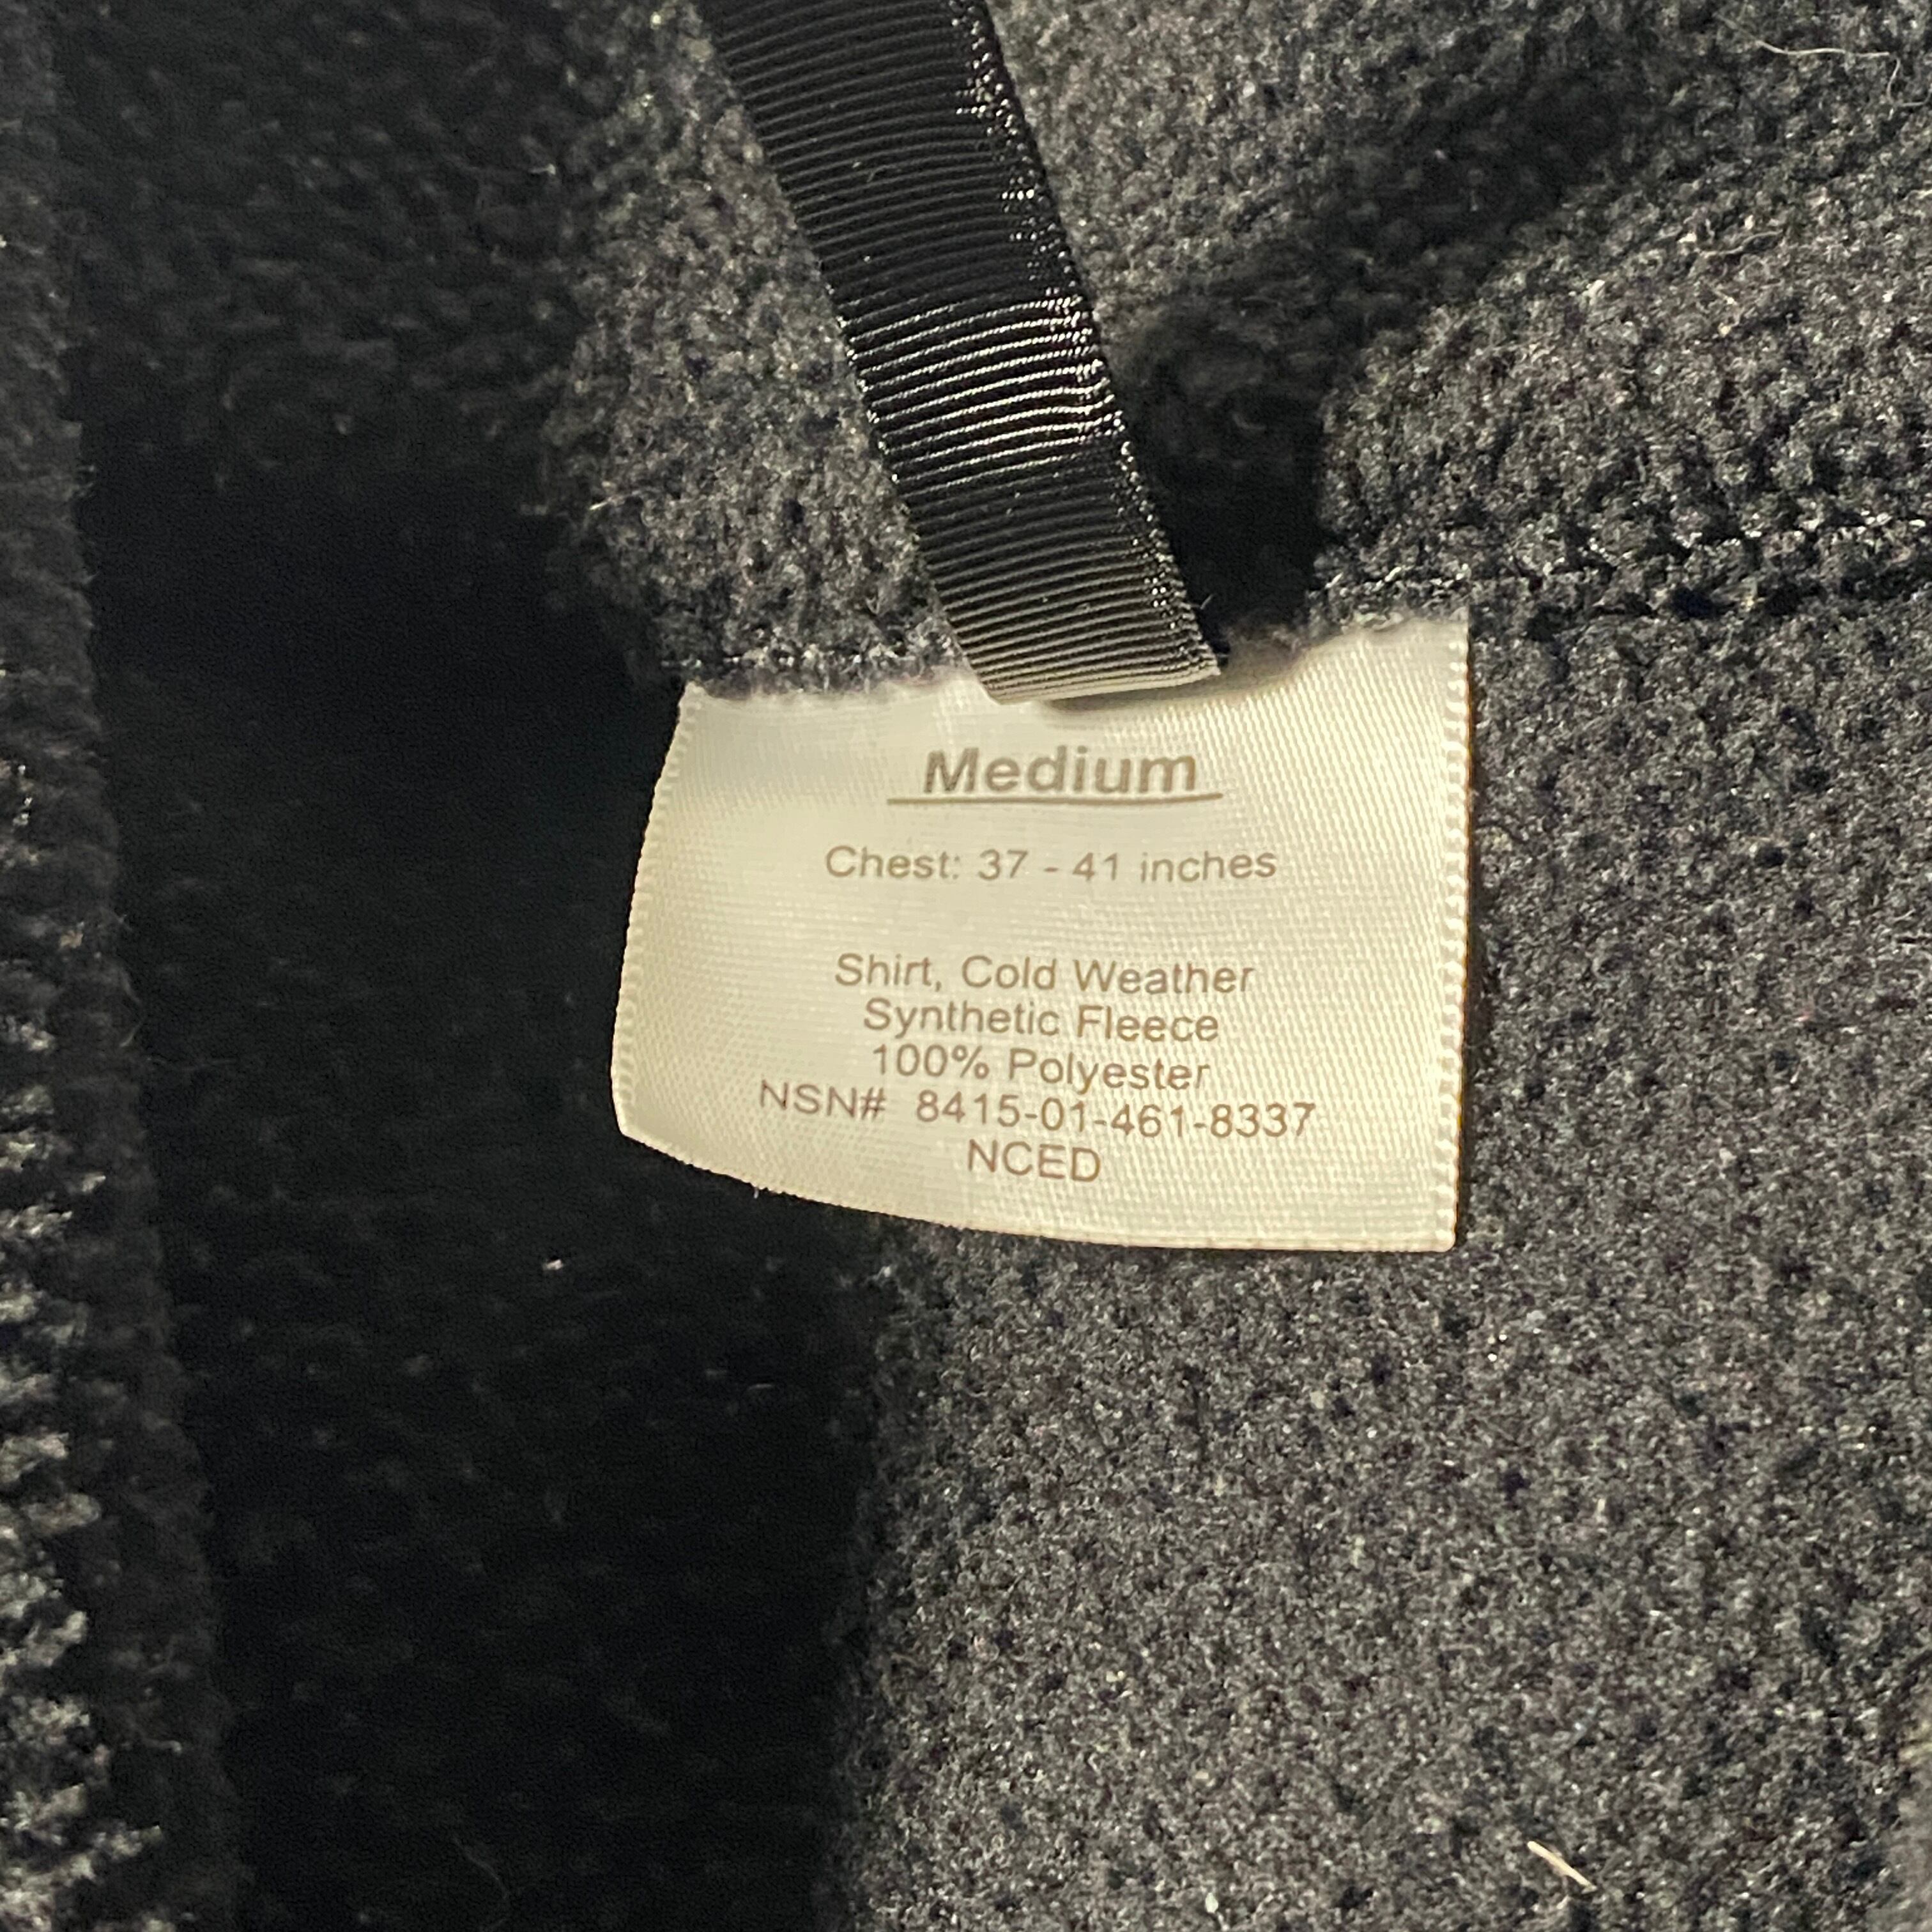 Medium
Chest: 37 - 41 inches
Shirt, Cold Weather
Synthetic Fleece
100% Polyester
NSN# 8415-01-461-8337
NCED